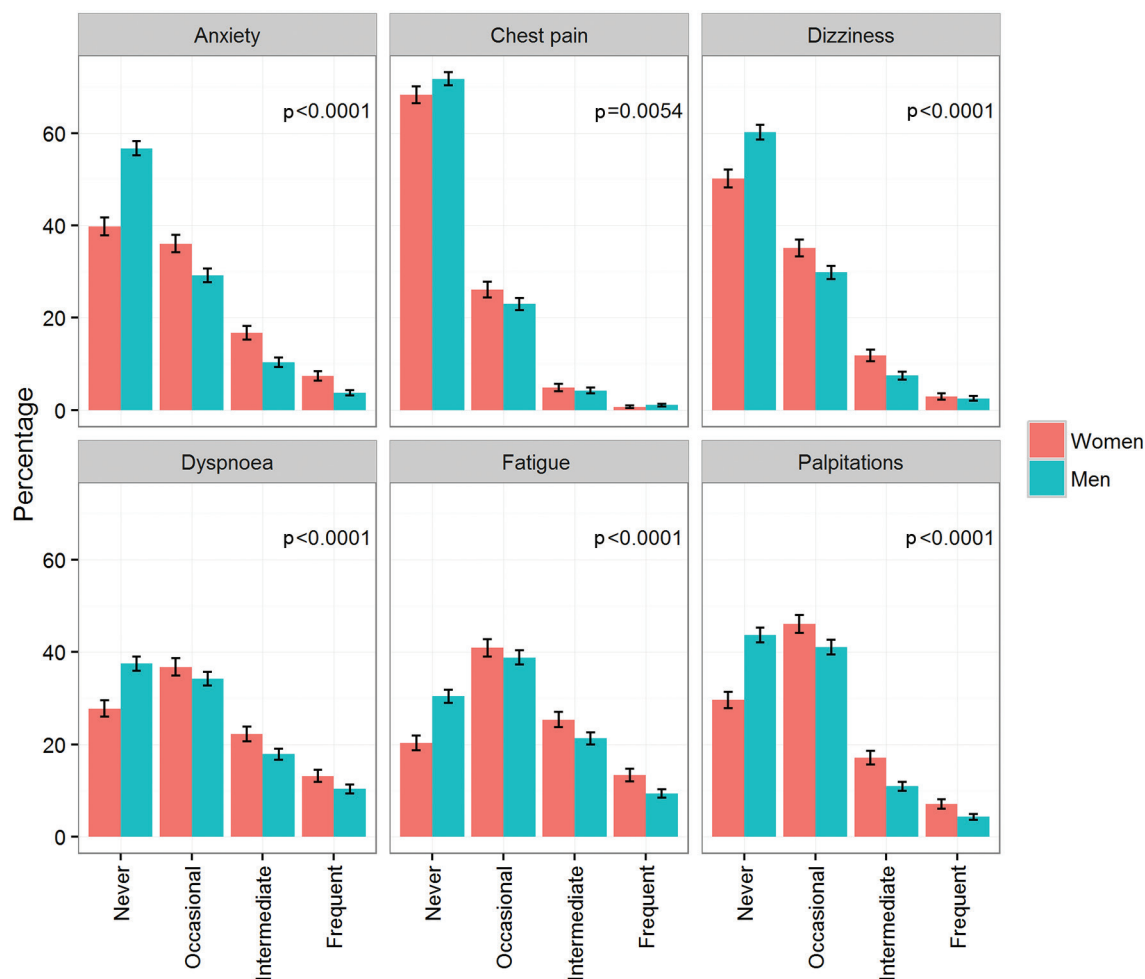 Anxiety
Chest pain
Dizziness
p<0.0001
p=0.0054
p<0.0001
60
40
20
0
Percentage
Women
Men
Dyspnoea
Fatigue
Palpitations
p<0.0001
p<0.0001
p<0.0001
60
40
20
0
Never
Occasional
Intermediate
Frequent
Never
Occasional
Intermediate
Frequent
Never
Occasional
Intermediate
Frequent